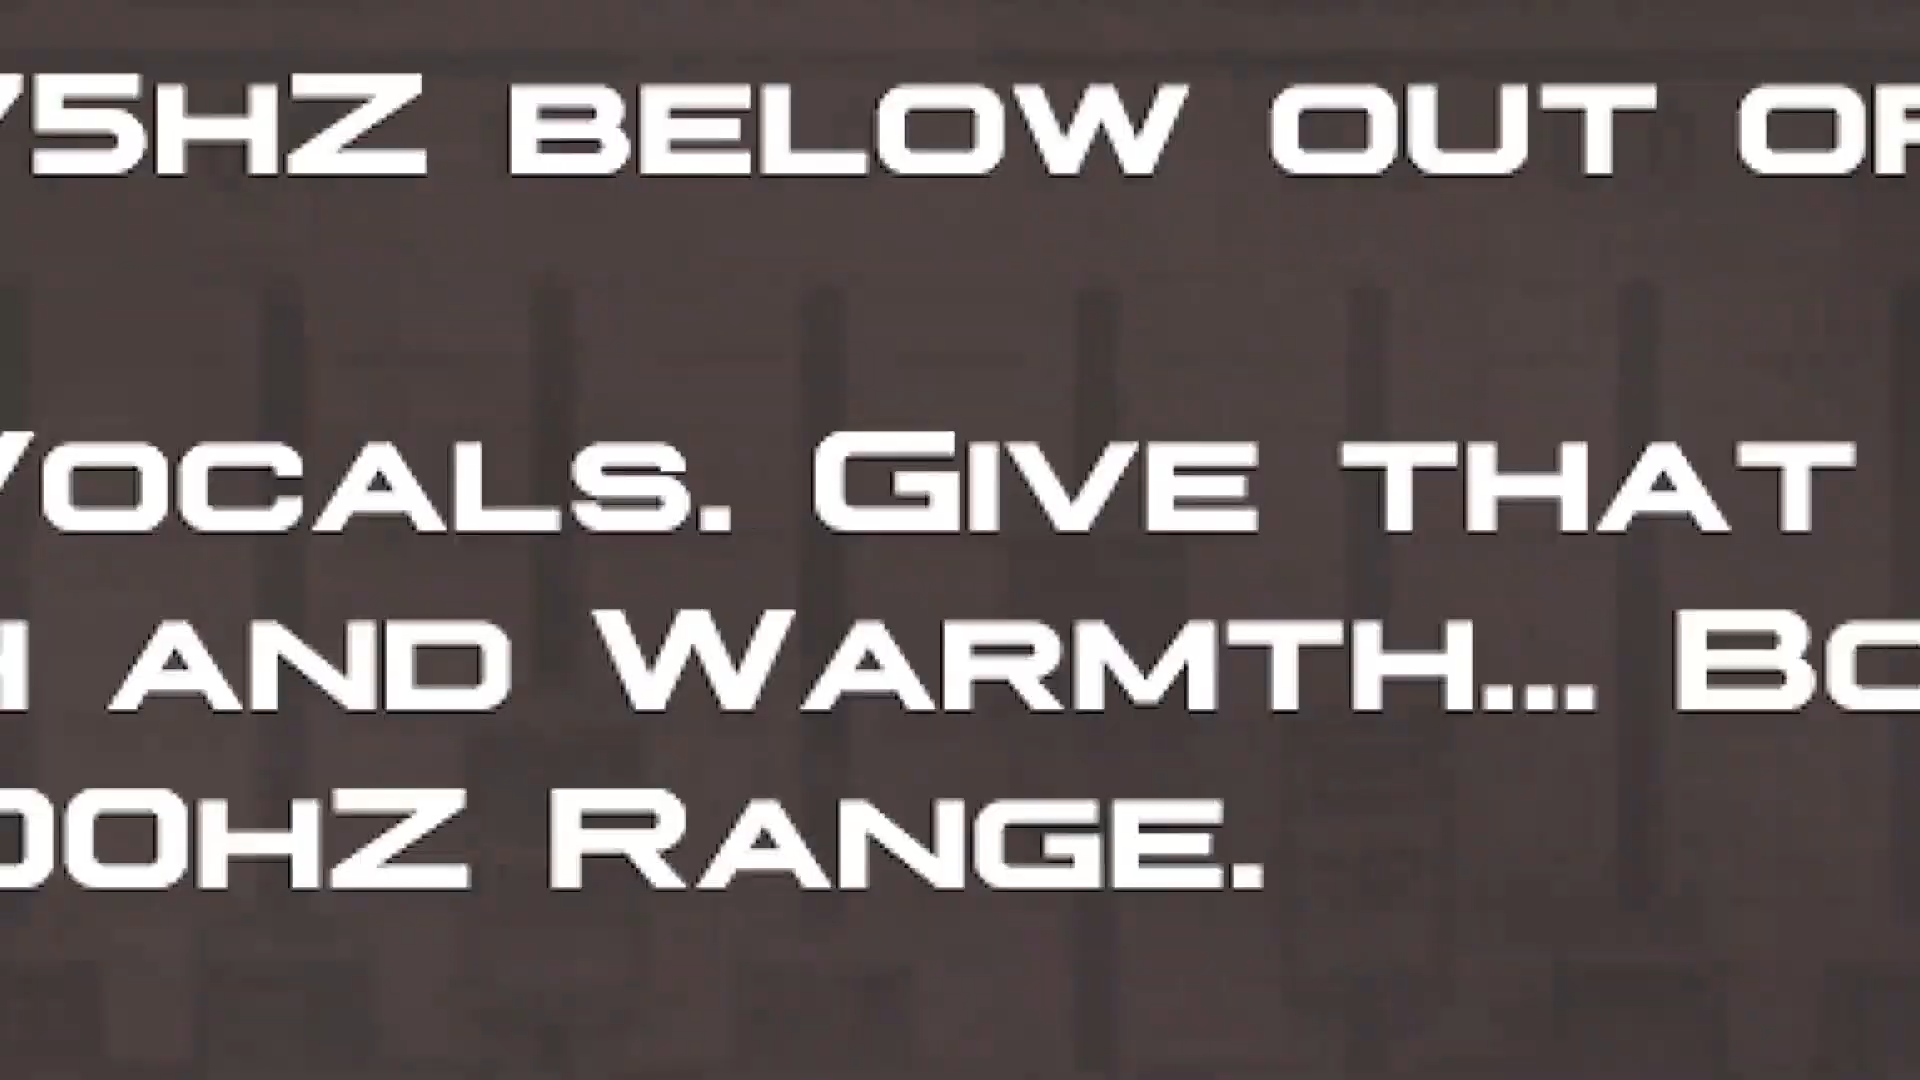 75HZ BELOW OUT OF
VOCALS. GIVE THAT
H AND WARMTH... BO
00HZ RANGE.